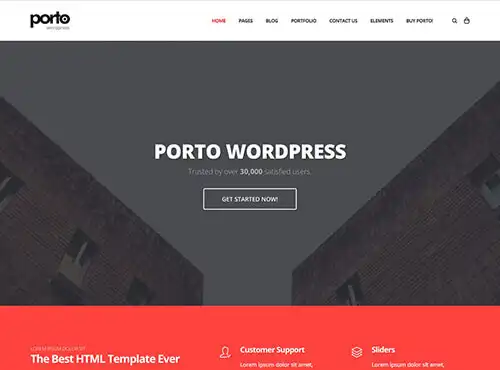 porto
wordpress
HOME PAGES BLOG PORTFOLIO CONTACT US ELEMENTS BUY PORTO!
PORTO WORDPRESS
Trusted by over 30,000 satisfied users.
GET STARTED NOW!
LOREM IPSUM DOLOR SIT
The Best HTML Template Ever
Customer Support
Lorem ipsum dolor sit amet,
Sliders
Lorem ipsum dolor sit amet,